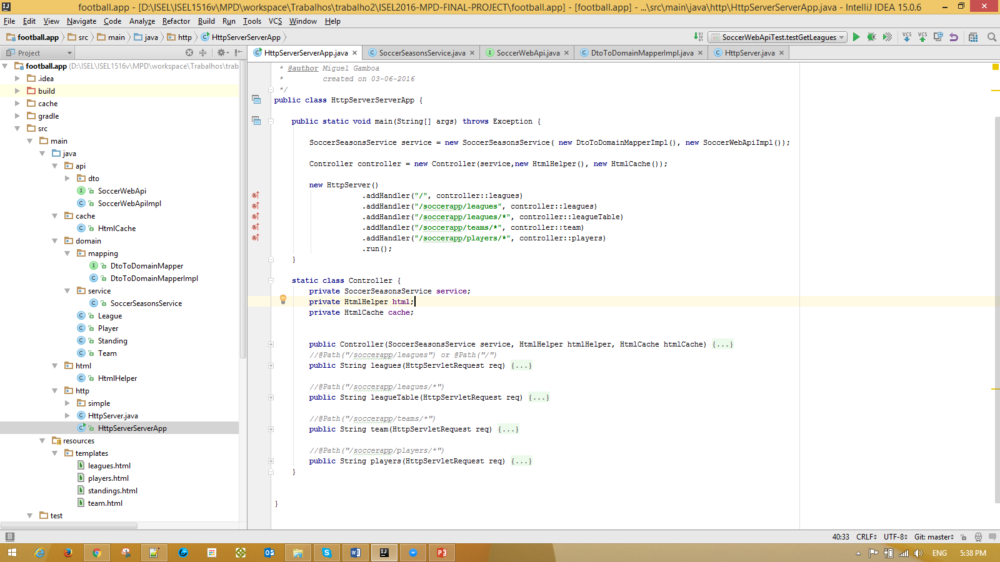 football.app - [D:\ISEL\ISEL1516v\MPD\workspace\Trabalhos\trabalho2\ISEL2016-MPD-FINAL-PROJECT\football.app] - [football.app] - ...\src\main\java\http\HttpServerServerApp.java - IntelliJ IDEA 15.0.6
File Edit View Navigate Code Analyze Refactor Build Run Tools VCS Window Help
football.app src main java http HttpServerServerApp
SoccerWebApiTest.testGetLeagues
VCS VCS
Project
HttpServerServerApp.java SoccerSeasonsService.java SoccerWebApi.java DtoToDomainMapperImpl.java HttpServer.java
football.app (D:\ISEL\ISEL1516v\MPD\workspace\Trabalhos\trab
.idea
build
cache
gradle
src
main
java
api
dto
SoccerWebApi
SoccerWebApiImpl
cache
HtmlCache
domain
mapping
DtoToDomainMapper
DtoToDomainMapperImpl
service
SoccerSeasonsService
League
Player
Standing
Team
html
HtmlHelper
http
simple
HttpServer.java
HttpServerServerApp
resources
templates
leagues.html
players.html
standings.html
team.html
test
* @author Miguel Gamboa
* created on 03-06-2016
*/
public class HttpServerServerApp {
public static void main(String[] args) throws Exception {
SoccerSeasonsService service = new SoccerSeasonsService( new DtoToDomainMapperImpl(), new SoccerWebApiImpl());
Controller controller = new Controller(service,new HtmlHelper(), new HtmlCache());
new HttpServer()
.addHandler("/", controller::leagues)
.addHandler("/soccerapp/leagues", controller::leagues)
.addHandler("/soccerapp/leagues/*", controller::leagueTable)
.addHandler("/soccerapp/teams/*", controller::team)
.addHandler("/soccerapp/players/*", controller::players)
.run();
}
static class Controller {
private SoccerSeasonsService service;
private HtmlHelper html;
private HtmlCache cache;
public Controller(SoccerSeasonsService service, HtmlHelper htmlHelper, HtmlCache htmlCache) {...}
//@Path("/soccerapp/leagues") or @Path("/")
public String leagues(HttpServletRequest req) {...}
//@Path("/soccerapp/leagues/*")
public String leagueTable(HttpServletRequest req) {...}
//@Path("/soccerapp/teams/*")
public String team(HttpServletRequest req) {...}
//@Path("/soccerapp/players/*")
public String players(HttpServletRequest req) {...}
}
}
40:33 CRLF UTF-8 Git: master
ENG 5:38 PM